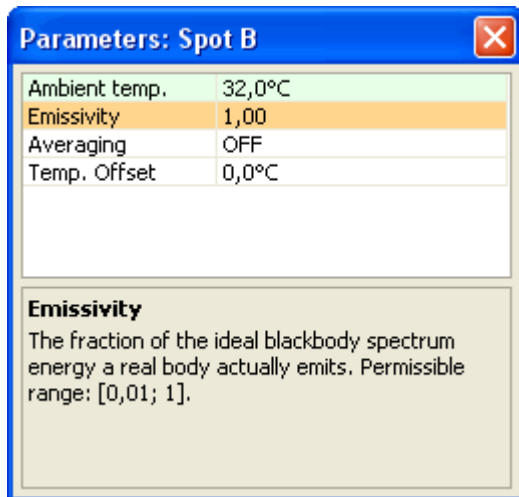 Parameters: Spot B
Ambient temp. 32,0°C
Emissivity 1,00
Averaging OFF
Temp. Offset 0,0°C
Emissivity
The fraction of the ideal blackbody spectrum
energy a real body actually emits. Permissible
range: [0,01; 1].